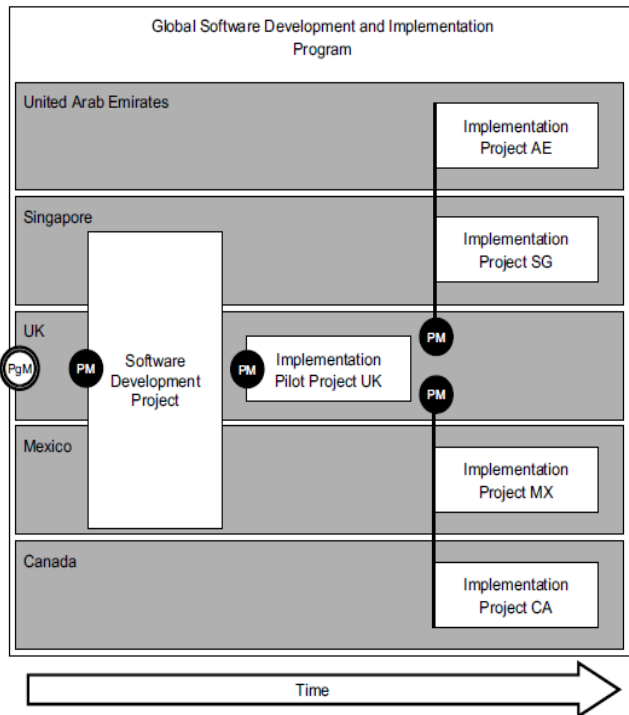 Global Software Development and Implementation
Program
United Arab Emirates
Implementation
Project AE
Singapore
Implementation
Project SG
UK
PgM
PM
Software
Development
Project
PM
Implementation
Pilot Project UK
PM
PM
Mexico
Implementation
Project MX
Canada
Implementation
Project CA
Time